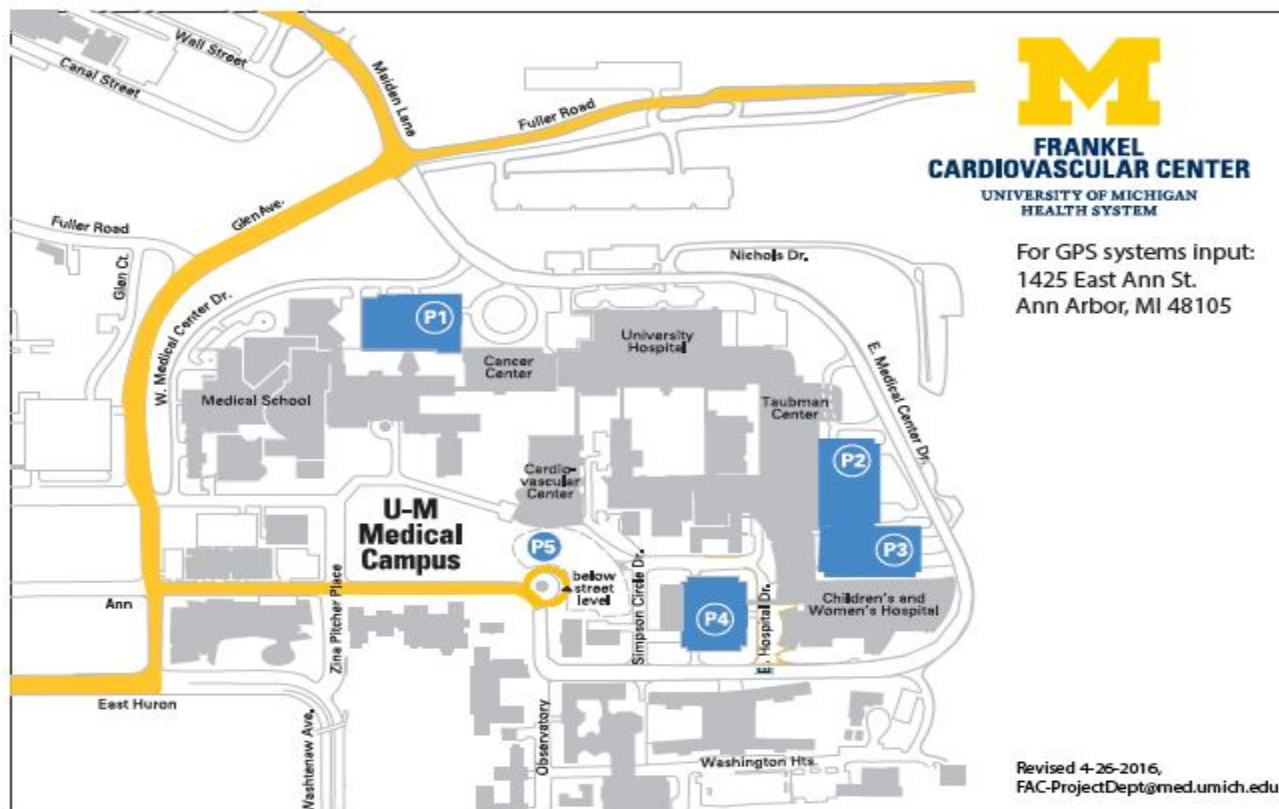 Wall Street
Canal Street
Maiden Lane
Fuller Road
M
FRANKEL
CARDIOVASCULAR CENTER
UNIVERSITY OF MICHIGAN
HEALTH SYSTEM
For GPS systems input:
1425 East Ann St.
Ann Arbor, MI 48105
Fuller Road
Glen Ct.
Glen Ave.
W. Medical Center Dr.
Nichols Dr.
E. Medical Center Dr.
P1
University
Hospital
Cancer
Center
Medical School
Taubman
Center
Cardio-
vascular
Center
P2
P3
U-M
Medical
Campus
P5
below
street
level
Ann
Zina Pitcher Place
Simpson Circle Dr.
P4
E. Hospital Dr.
Children's and
Women's Hospital
East Huron
Washtenaw Ave.
Observatory
Washington Hts.
Revised 4-26-2016,
FAC-ProjectDept@med.umich.edu